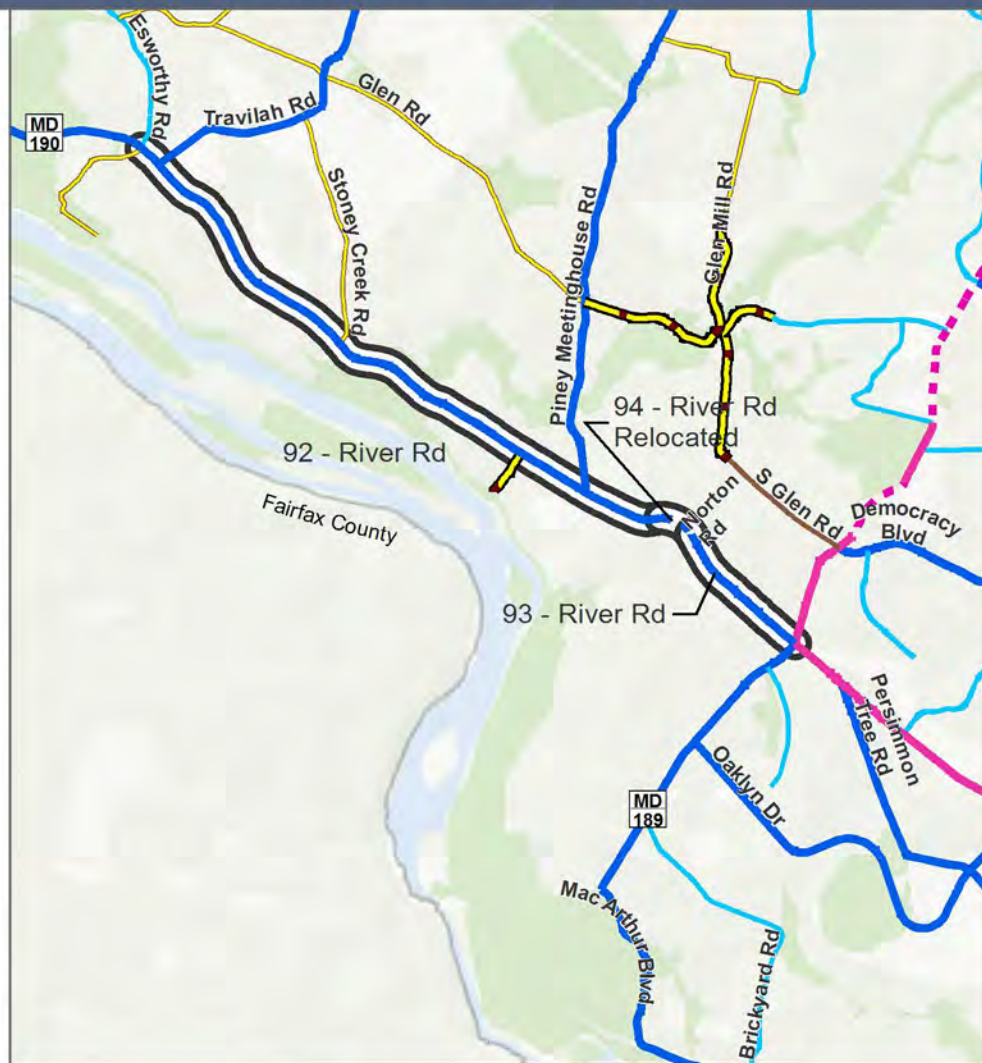 Esworthy Rd
MD
190
Travilah Rd
Glen Rd
Stoney Creek Rd
Piney Meetinghouse Rd
Glen Mill Rd
94 - River Rd
Relocated
92 - River Rd
Fairfax County
Norton
Rd
S Glen Rd
Democracy
Blvd
93 - River Rd
Persimmon
Tree Rd
Oaklyn Dr
MD
189
Mac Arthur Blvd
Brickyard Rd